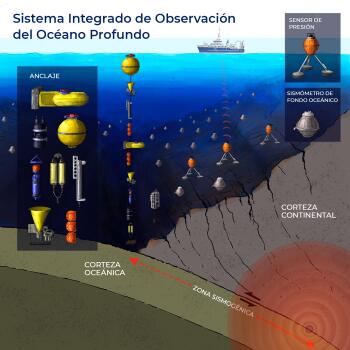 Sistema Integrado de Observación
del Océano Profundo
SENSOR DE
PRESIÓN
ANCLAJE
SISMÓMETRO DE
FONDO OCEÁNICO
CORTEZA
CONTINENTAL
CORTEZA
OCEÁNICA
ZONA SISMOGÉNICA